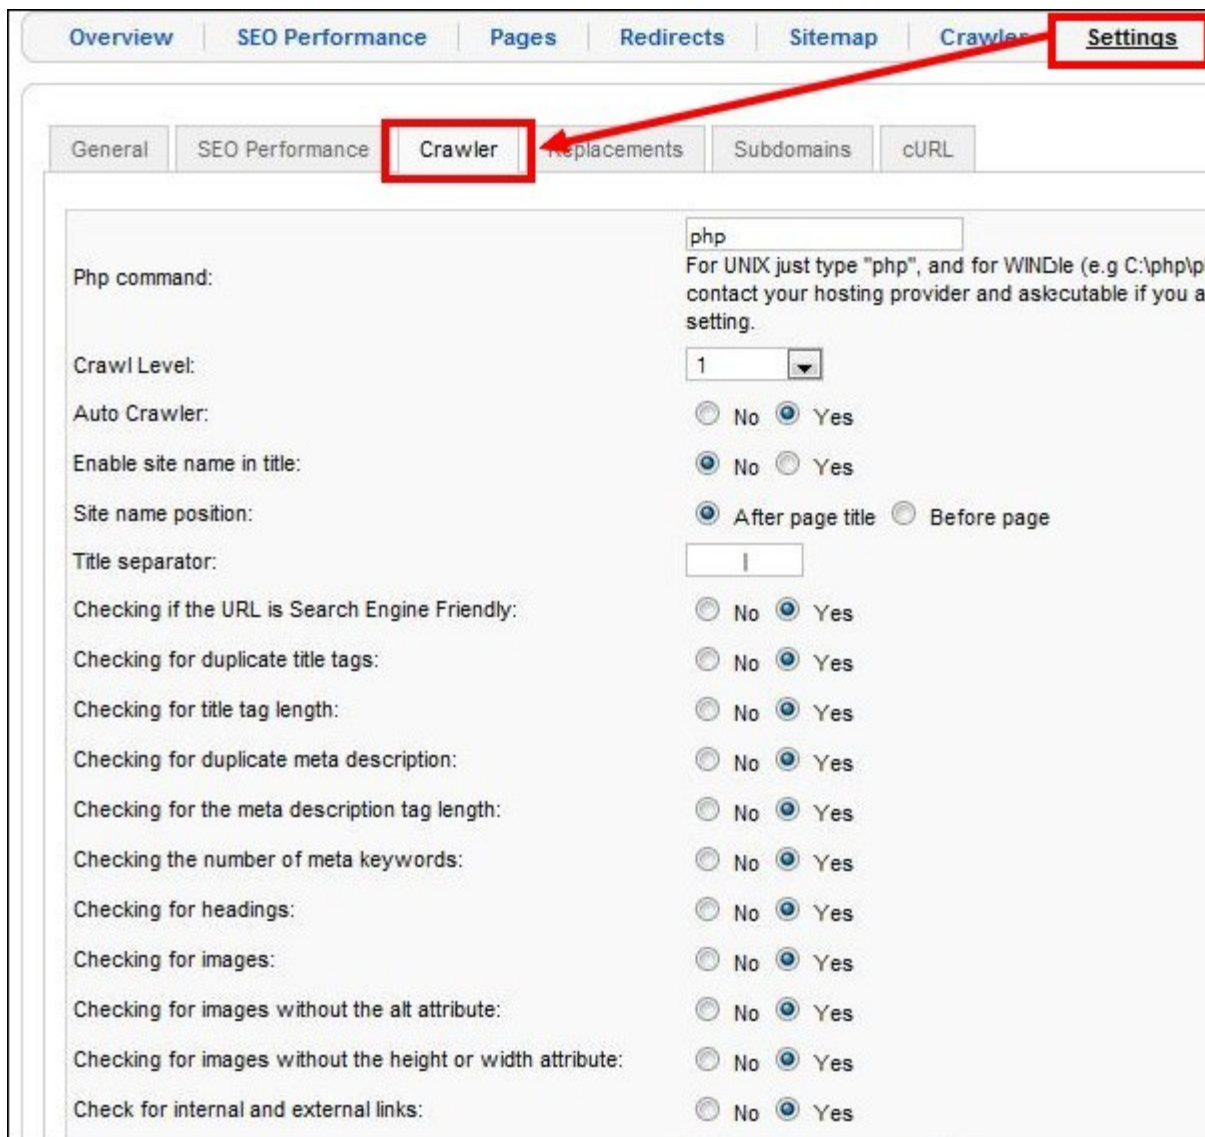 Overview SEO Performance Pages Redirects Sitemap Crawler Settings
General SEO Performance Crawler Replacements Subdomains cURL
php
Php command:
For UNIX just type "php", and for WIN (e.g C:\php\p
contact your hosting provider and ask if you a
setting.
Crawl Level: 1
Auto Crawler: No Yes
Enable site name in title: No Yes
Site name position: After page title Before page
Title separator: |
Checking if the URL is Search Engine Friendly: No Yes
Checking for duplicate title tags: No Yes
Checking for title tag length: No Yes
Checking for duplicate meta description: No Yes
Checking for the meta description tag length: No Yes
Checking the number of meta keywords: No Yes
Checking for headings: No Yes
Checking for images: No Yes
Checking for images without the alt attribute: No Yes
Checking for images without the height or width attribute: No Yes
Check for internal and external links: No Yes